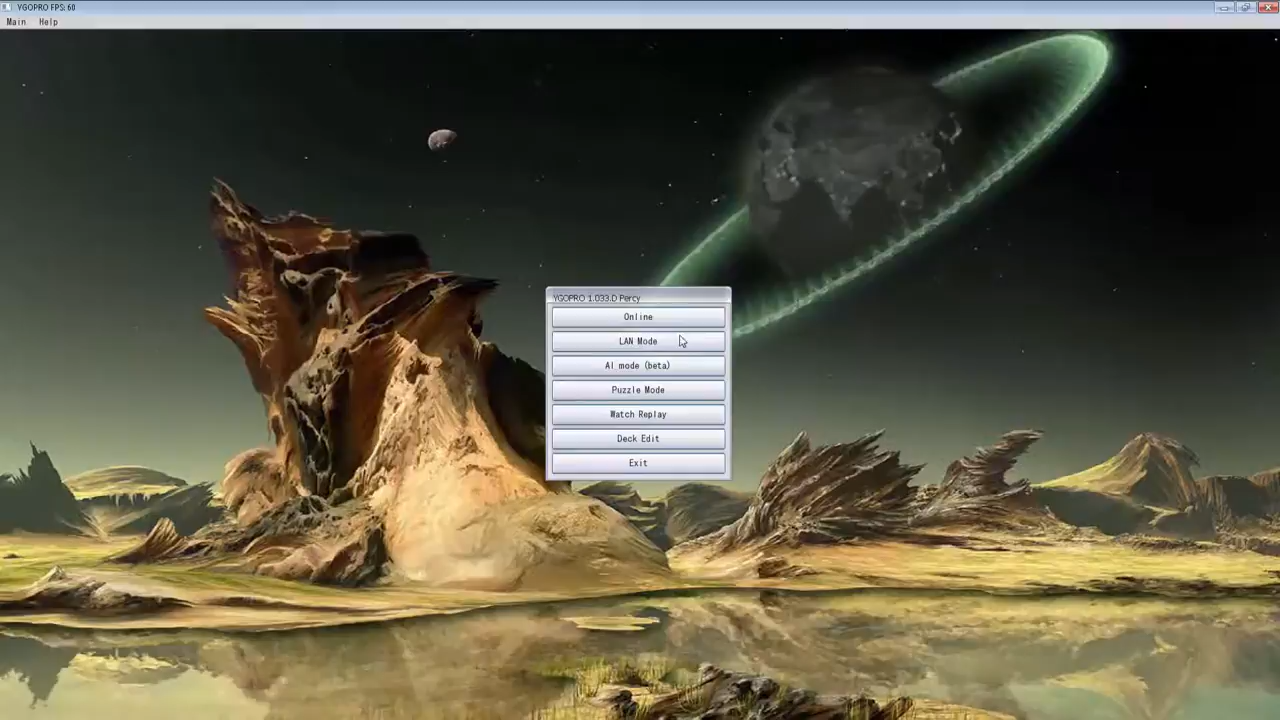 YGOPRO FPS: 60
Main Help
YGOPRO 1.033.D Percy
Online
LAN Mode
AI mode (beta)
Puzzle Mode
Watch Replay
Deck Edit
Exit